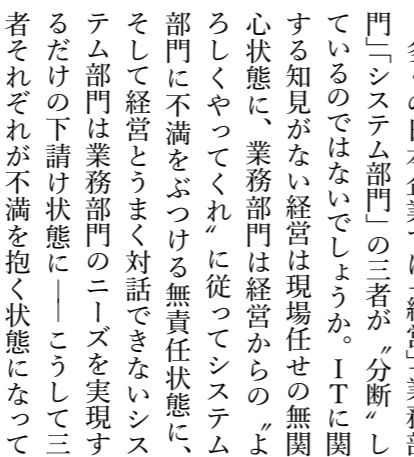 多くの日本企業では「経営」「業務部
門」「システム部門」の三者が〝分断〟し
ているのではないでしょうか。ITに関
する知見がない経営は現場任せの無関
心状態に、業務部門は経営からの〝よ
ろしくやってくれ〟に従ってシステム
部門に不満をぶつける無責任状態に、
そして経営とうまく対話できないシス
テム部門は業務部門のニーズを実現す
るだけの下請け状態に――こうして三
者それぞれが不満を抱く状態になって